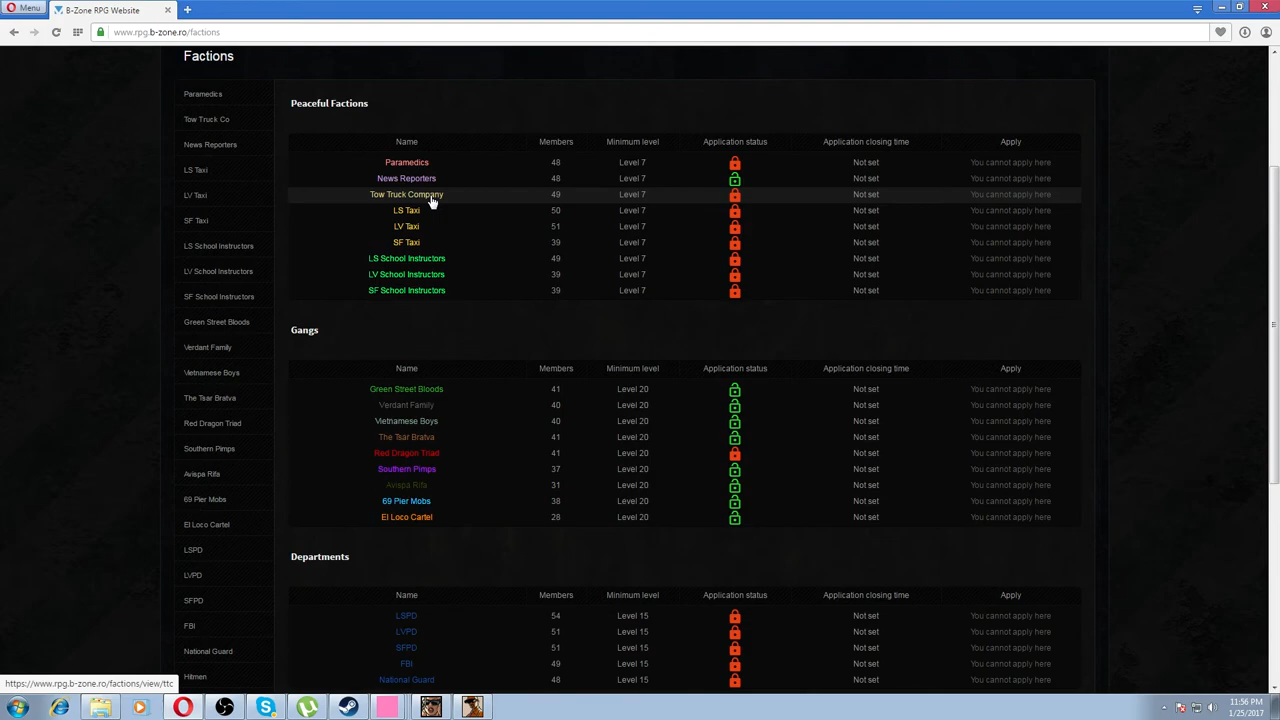 Menu
B-Zone RPG Website
www.rpg.b-zone.ro/factions
Factions
Paramedics
Tow Truck Co
News Reporters
LS Taxi
LV Taxi
SF Taxi
LS School Instructors
LV School Instructors
SF School Instructors
Green Street Bloods
Verdant Family
Vietnamese Boys
The Tsar Bratva
Red Dragon Triad
Southern Pimps
Avispa Rifa
69 Pier Mobs
El Loco Cartel
LSPD
LVPD
SFPD
FBI
National Guard
Hitmen
Peaceful Factions
Name Members Minimum level Application status Application closing time Apply
Paramedics 48 Level 7 Not set You cannot apply here
News Reporters 48 Level 7 Not set You cannot apply here
Tow Truck Company 49 Level 7 Not set You cannot apply here
LS Taxi 50 Level 7 Not set You cannot apply here
LV Taxi 51 Level 7 Not set You cannot apply here
SF Taxi 39 Level 7 Not set You cannot apply here
LS School Instructors 49 Level 7 Not set You cannot apply here
LV School Instructors 39 Level 7 Not set You cannot apply here
SF School Instructors 39 Level 7 Not set You cannot apply here
Gangs
Name Members Minimum level Application status Application closing time Apply
Green Street Bloods 41 Level 20 Not set You cannot apply here
Verdant Family 40 Level 20 Not set You cannot apply here
Vietnamese Boys 40 Level 20 Not set You cannot apply here
The Tsar Bratva 41 Level 20 Not set You cannot apply here
Red Dragon Triad 41 Level 20 Not set You cannot apply here
Southern Pimps 37 Level 20 Not set You cannot apply here
Avispa Rifa 31 Level 20 Not set You cannot apply here
69 Pier Mobs 38 Level 20 Not set You cannot apply here
El Loco Cartel 28 Level 20 Not set You cannot apply here
Departments
Name Members Minimum level Application status Application closing time Apply
LSPD 54 Level 15 Not set You cannot apply here
LVPD 51 Level 15 Not set You cannot apply here
SFPD 51 Level 15 Not set You cannot apply here
FBI 49 Level 15 Not set You cannot apply here
National Guard 48 Level 15 Not set You cannot apply here
https://www.rpg.b-zone.ro/factions/view/ttc
11:56 PM
1/25/2017